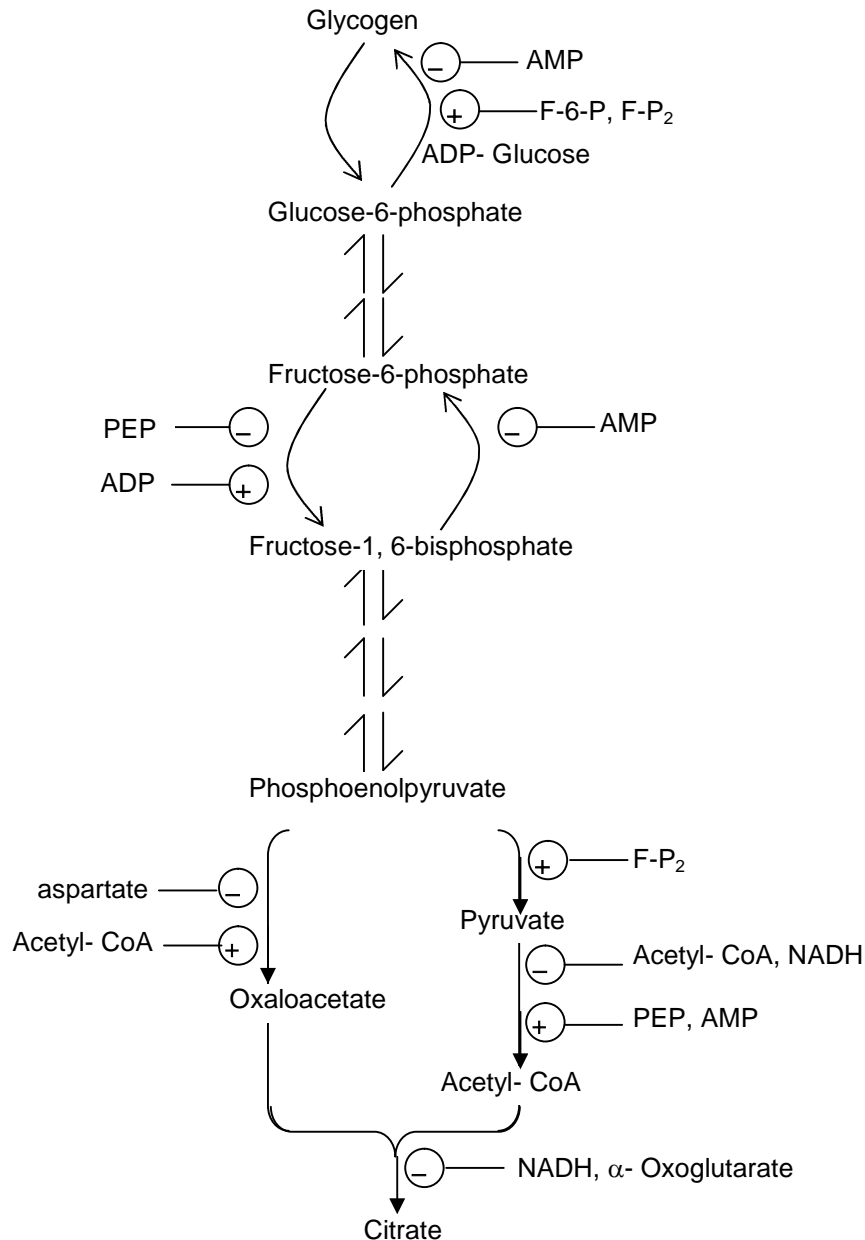 Glycogen
− AMP
+ F-6-P, F-P₂
ADP- Glucose
Glucose-6-phosphate
Fructose-6-phosphate
PEP −
− AMP
ADP +
Fructose-1, 6-bisphosphate
Phosphoenolpyruvate
+ F-P₂
aspartate −
Pyruvate
Acetyl- CoA +
− Acetyl- CoA, NADH
Oxaloacetate
+ PEP, AMP
Acetyl- CoA
− NADH, α- Oxoglutarate
Citrate